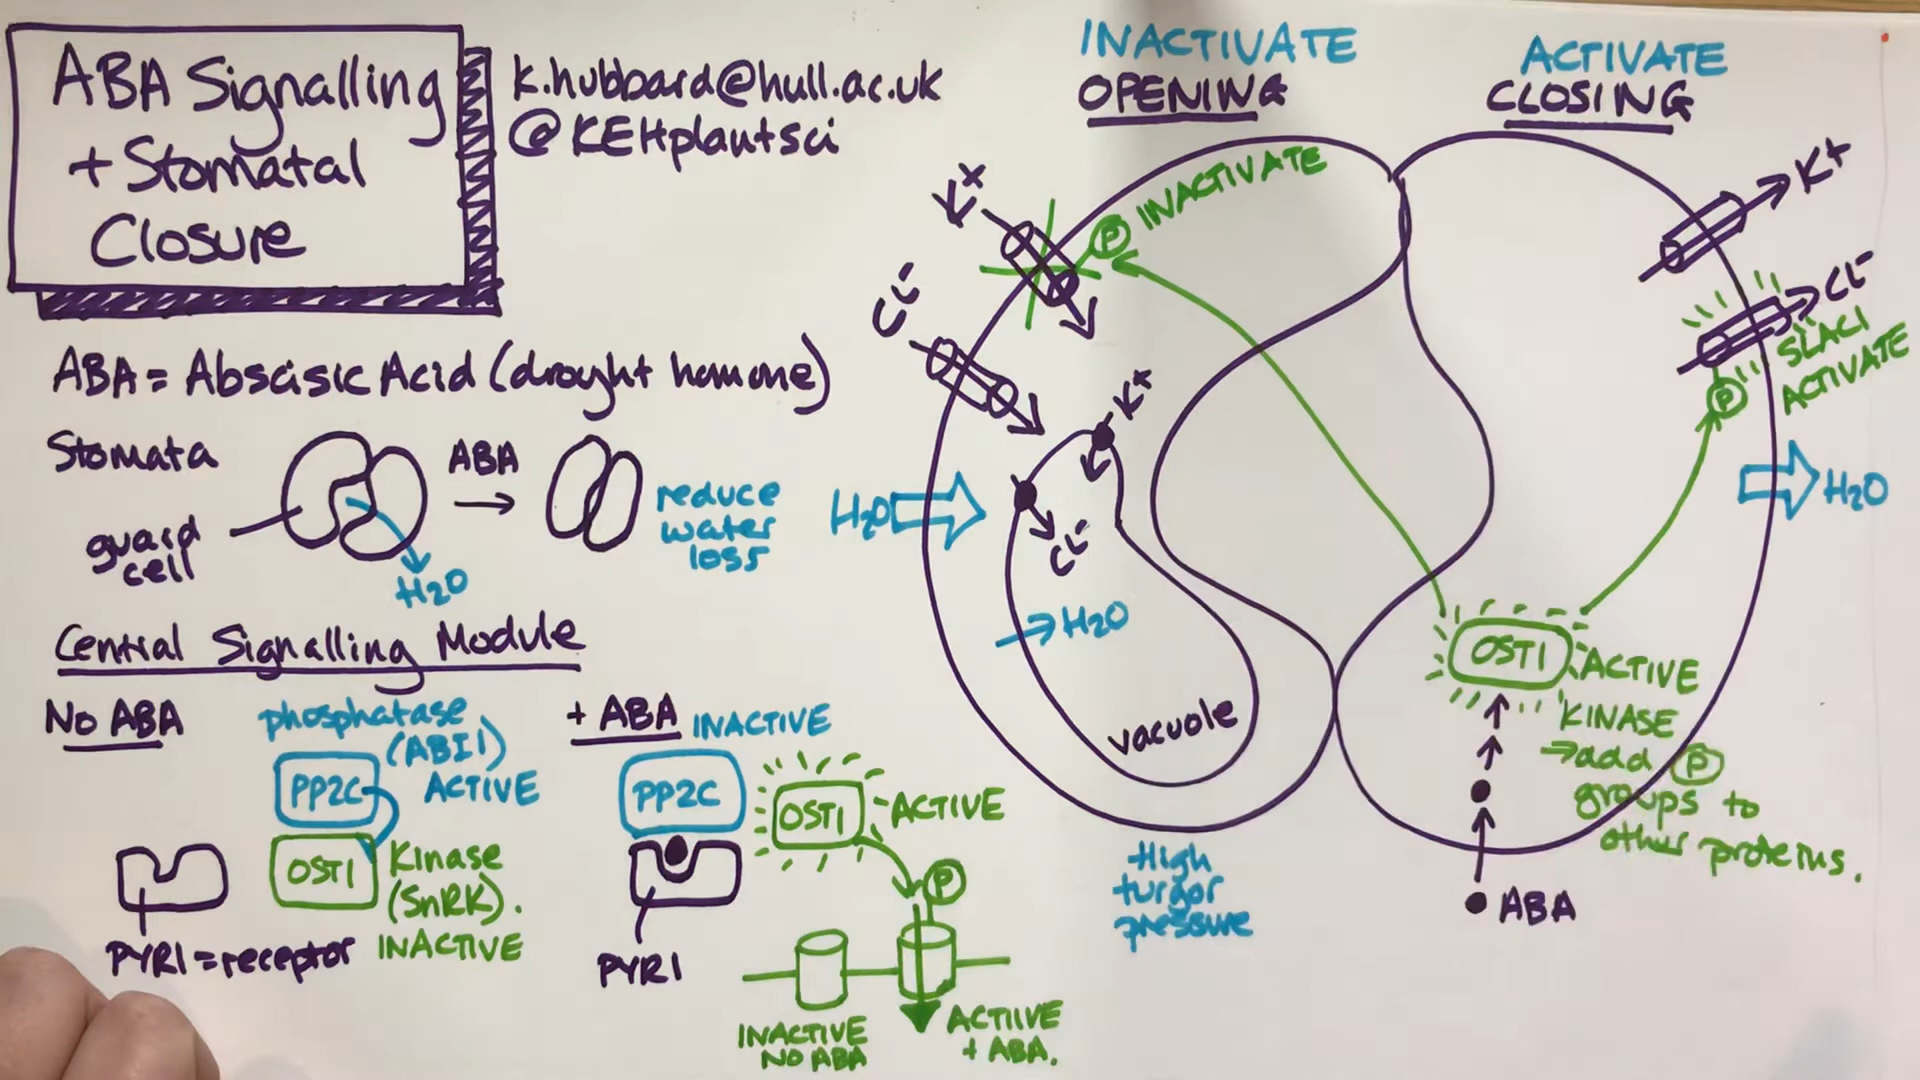 ABA Signalling
+ Stomatal
Closure
k.hubbard@hull.ac.uk
@KEHplantsci
ABA = Abscisic Acid (drought hormone)
Stomata
guard
cell
H2O
ABA
reduce
water
loss
Central Signalling Module
No ABA
phosphatase
(ABI1)
ACTIVE
PP2C
OST1
Kinase
(SnRK).
INACTIVE
PYR1 = receptor
+ ABA
INACTIVE
PP2C
OST1
ACTIVE
P
PYR1
INACTIVE
NO ABA
ACTIIVE
+ ABA.
INACTIVATE
OPENING
K+
Cl-
P
INACTIVATE
K+
Cl-
H2O
H2O
vacuole
High
turgor
pressure
ACTIVATE
CLOSING
K+
Cl-
SLAC1
ACTIVATE
P
H2O
OST1
ACTIVE
KINASE
→ add P
groups to
other proteins.
ABA